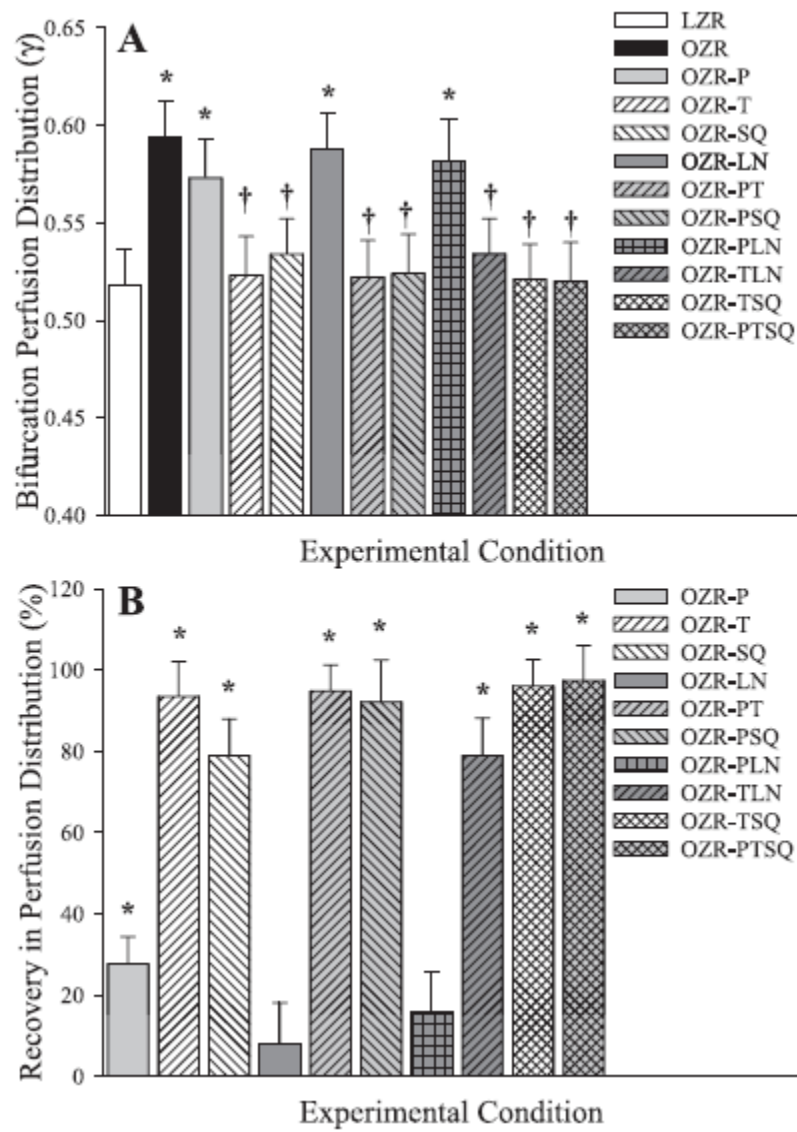 A
Bifurcation Perfusion Distribution (γ)
0.65
0.60
0.55
0.50
0.45
0.40
* * † † * † † * † † †
Experimental Condition
LZR
OZR
OZR-P
OZR-T
OZR-SQ
OZR-LN
OZR-PT
OZR-PSQ
OZR-PLN
OZR-TLN
OZR-TSQ
OZR-PTSQ
B
Recovery in Perfusion Distribution (%)
120
100
80
60
40
20
0
* * * * * * * *
Experimental Condition
OZR-P
OZR-T
OZR-SQ
OZR-LN
OZR-PT
OZR-PSQ
OZR-PLN
OZR-TLN
OZR-TSQ
OZR-PTSQ